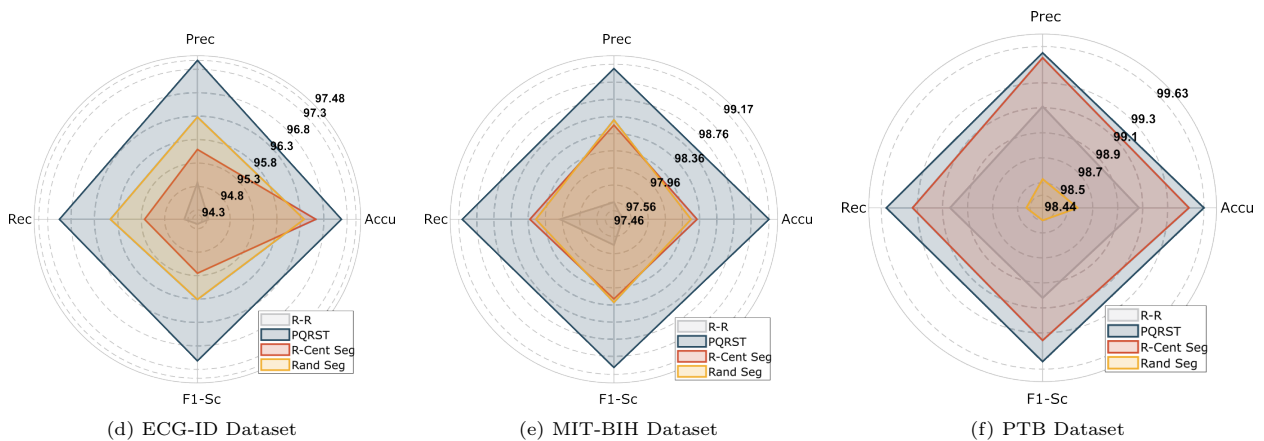 Prec
97.48
97.3
96.8
96.3
95.8
95.3
94.8
94.3
Rec
Accu
R-R
PQRST
R-Cent Seg
Rand Seg
F1-Sc
(d) ECG-ID Dataset
Prec
99.17
98.76
98.36
97.96
97.56
97.46
Rec
Accu
R-R
PQRST
R-Cent Seg
Rand Seg
F1-Sc
(e) MIT-BIH Dataset
Prec
99.63
99.3
99.1
98.9
98.7
98.5
98.44
Rec
Accu
R-R
PQRST
R-Cent Seg
Rand Seg
F1-Sc
(f) PTB Dataset